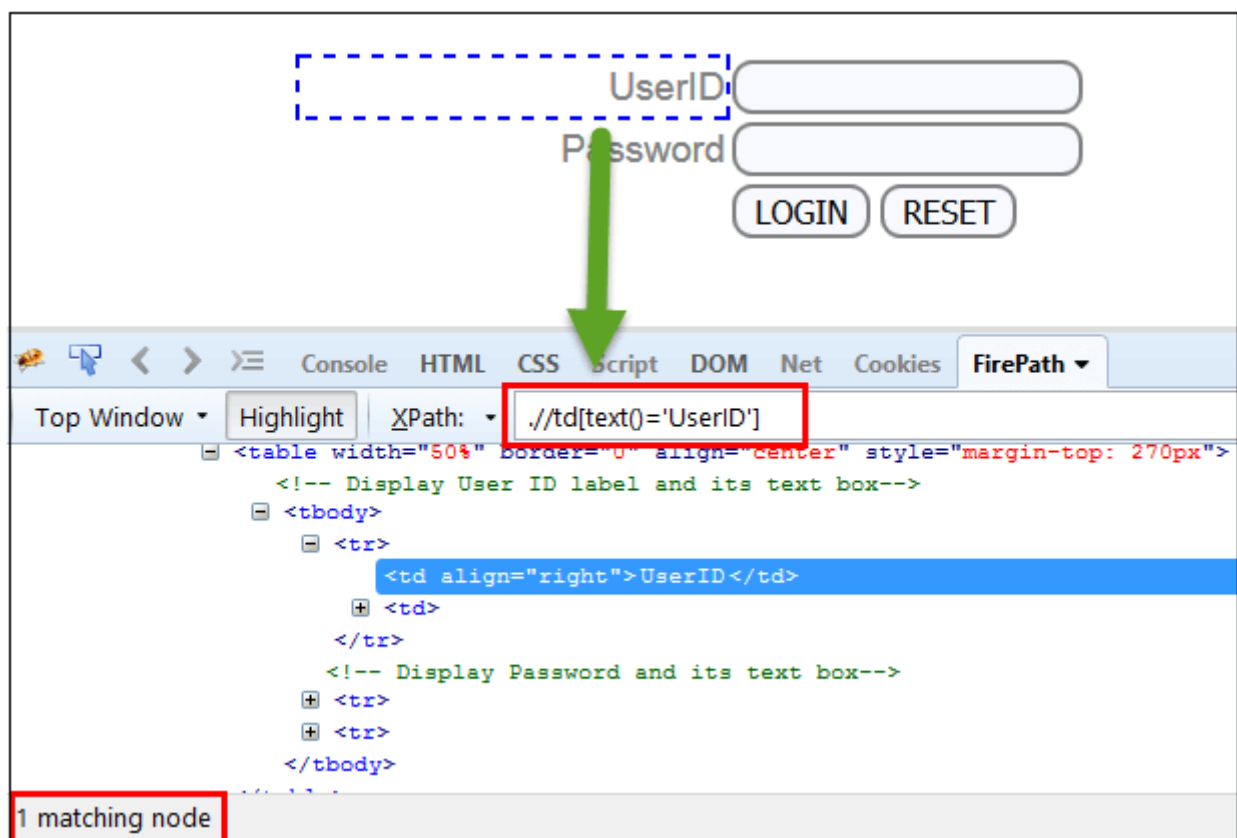 UserID
Password
LOGIN RESET
Console HTML CSS Script DOM Net Cookies FirePath
Top Window Highlight XPath: .//td[text()='UserID']
<table width="50%" border="0" align="center" style="margin-top: 270px">
<!-- Display User ID label and its text box-->
<tbody>
<tr>
<td align="right">UserID</td>
<td>
</tr>
<!-- Display Password and its text box-->
<tr>
<tr>
</tbody>
1 matching node